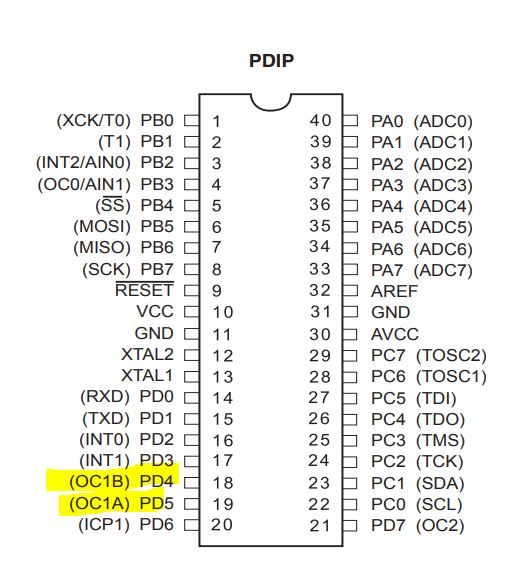 PDIP
(XCK/T0) PB0 1 40 PA0 (ADC0)
(T1) PB1 2 39 PA1 (ADC1)
(INT2/AIN0) PB2 3 38 PA2 (ADC2)
(OC0/AIN1) PB3 4 37 PA3 (ADC3)
(SS) PB4 5 36 PA4 (ADC4)
(MOSI) PB5 6 35 PA5 (ADC5)
(MISO) PB6 7 34 PA6 (ADC6)
(SCK) PB7 8 33 PA7 (ADC7)
RESET 9 32 AREF
VCC 10 31 GND
GND 11 30 AVCC
XTAL2 12 29 PC7 (TOSC2)
XTAL1 13 28 PC6 (TOSC1)
(RXD) PD0 14 27 PC5 (TDI)
(TXD) PD1 15 26 PC4 (TDO)
(INT0) PD2 16 25 PC3 (TMS)
(INT1) PD3 17 24 PC2 (TCK)
(OC1B) PD4 18 23 PC1 (SDA)
(OC1A) PD5 19 22 PC0 (SCL)
(ICP1) PD6 20 21 PD7 (OC2)